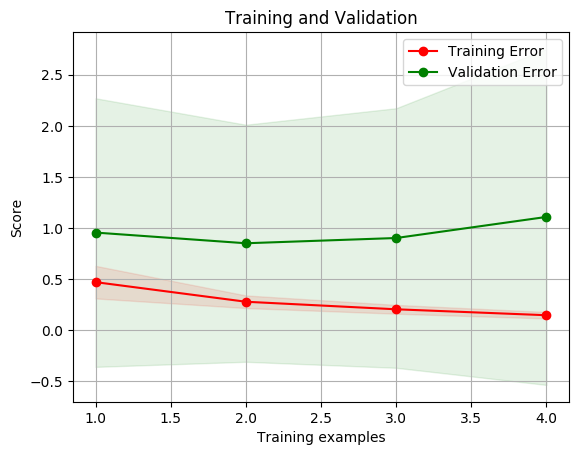 Training and Validation
Training Error
Validation Error
2.5
2.0
1.5
1.0
0.5
0.0
−0.5
Score
1.0
1.5
2.0
2.5
3.0
3.5
4.0
Training examples